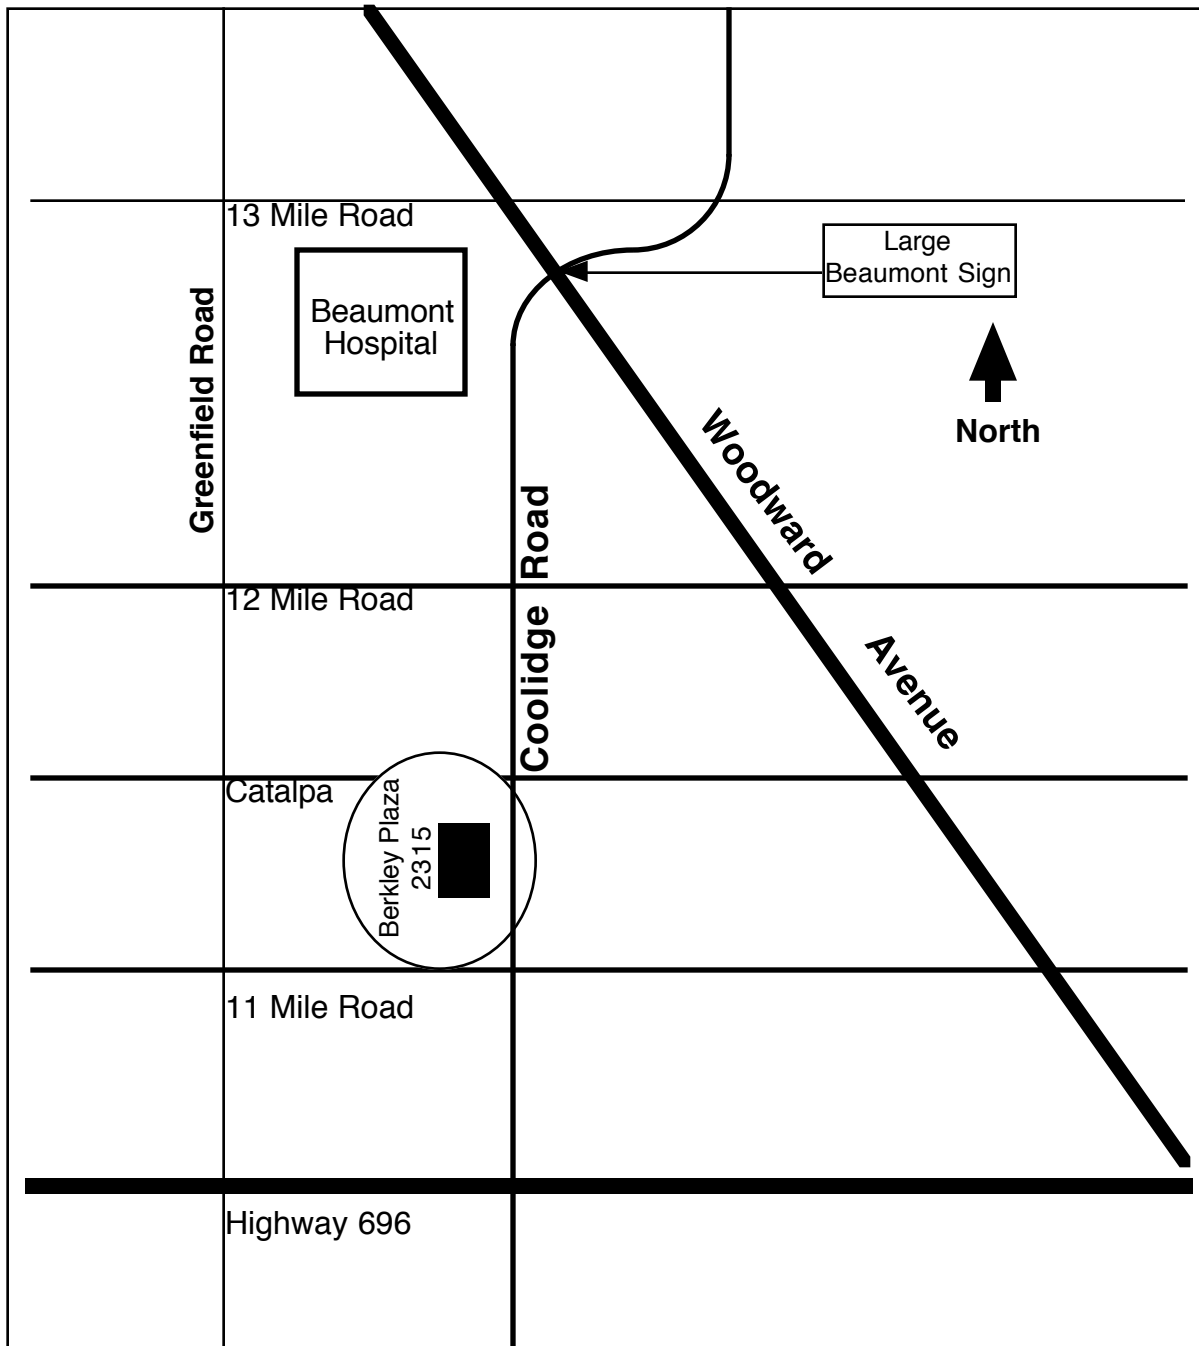 13 Mile Road
Large
Beaumont Sign
Beaumont
Hospital
Greenfield Road
North
Woodward
Avenue
Coolidge Road
12 Mile Road
Catalpa
Berkley Plaza
2315
11 Mile Road
Highway 696